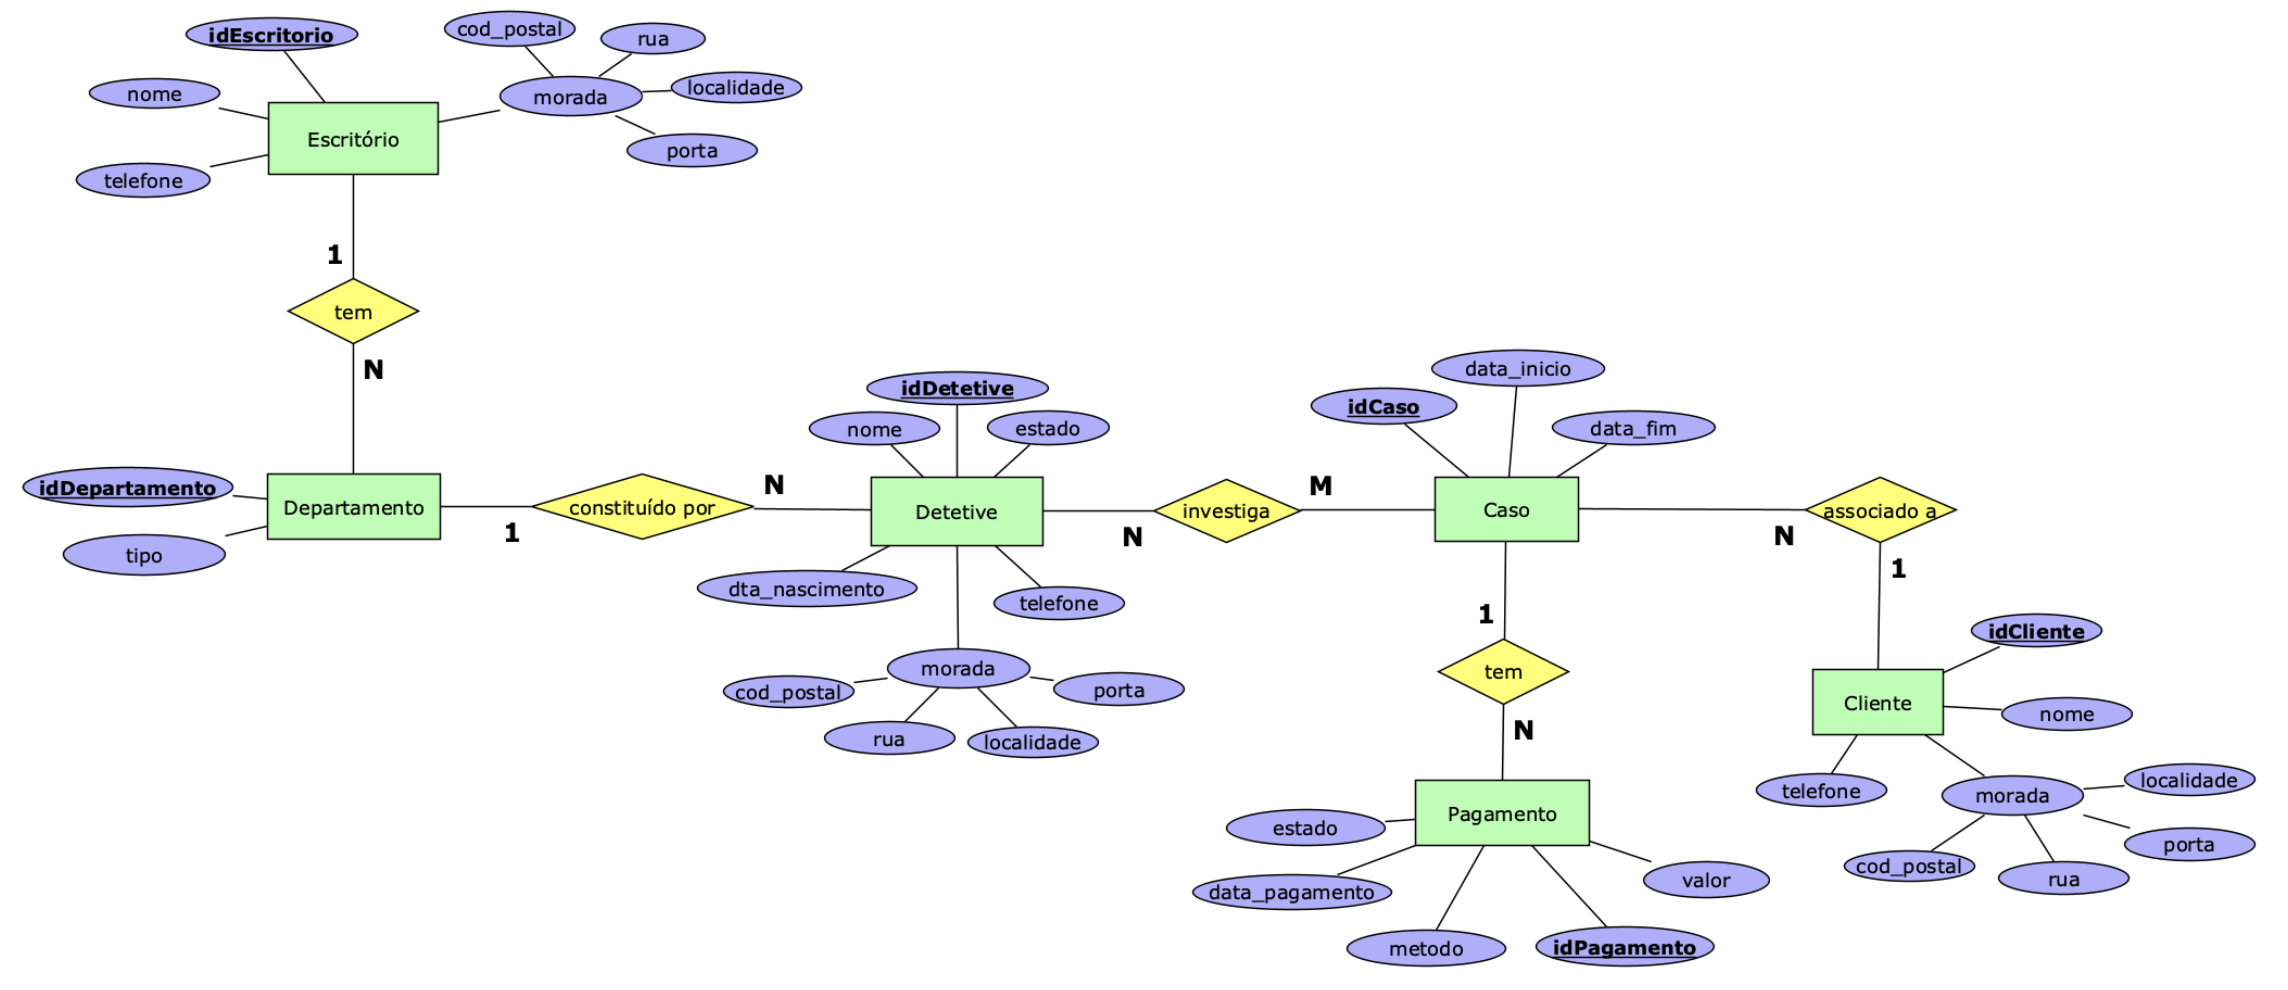 idEscritorio
cod_postal
rua
nome
morada
localidade
Escritório
porta
telefone
1
tem
N
data_inicio
idDetetive
idCaso
nome
estado
data_fim
idDepartamento
Departamento
tipo
1
constituído por
N
Detetive
N
investiga
M
Caso
N
associado a
1
dta_nascimento
telefone
morada
cod_postal
porta
rua
localidade
1
tem
N
idCliente
Cliente
nome
telefone
morada
localidade
porta
cod_postal
rua
Pagamento
estado
data_pagamento
valor
metodo
idPagamento